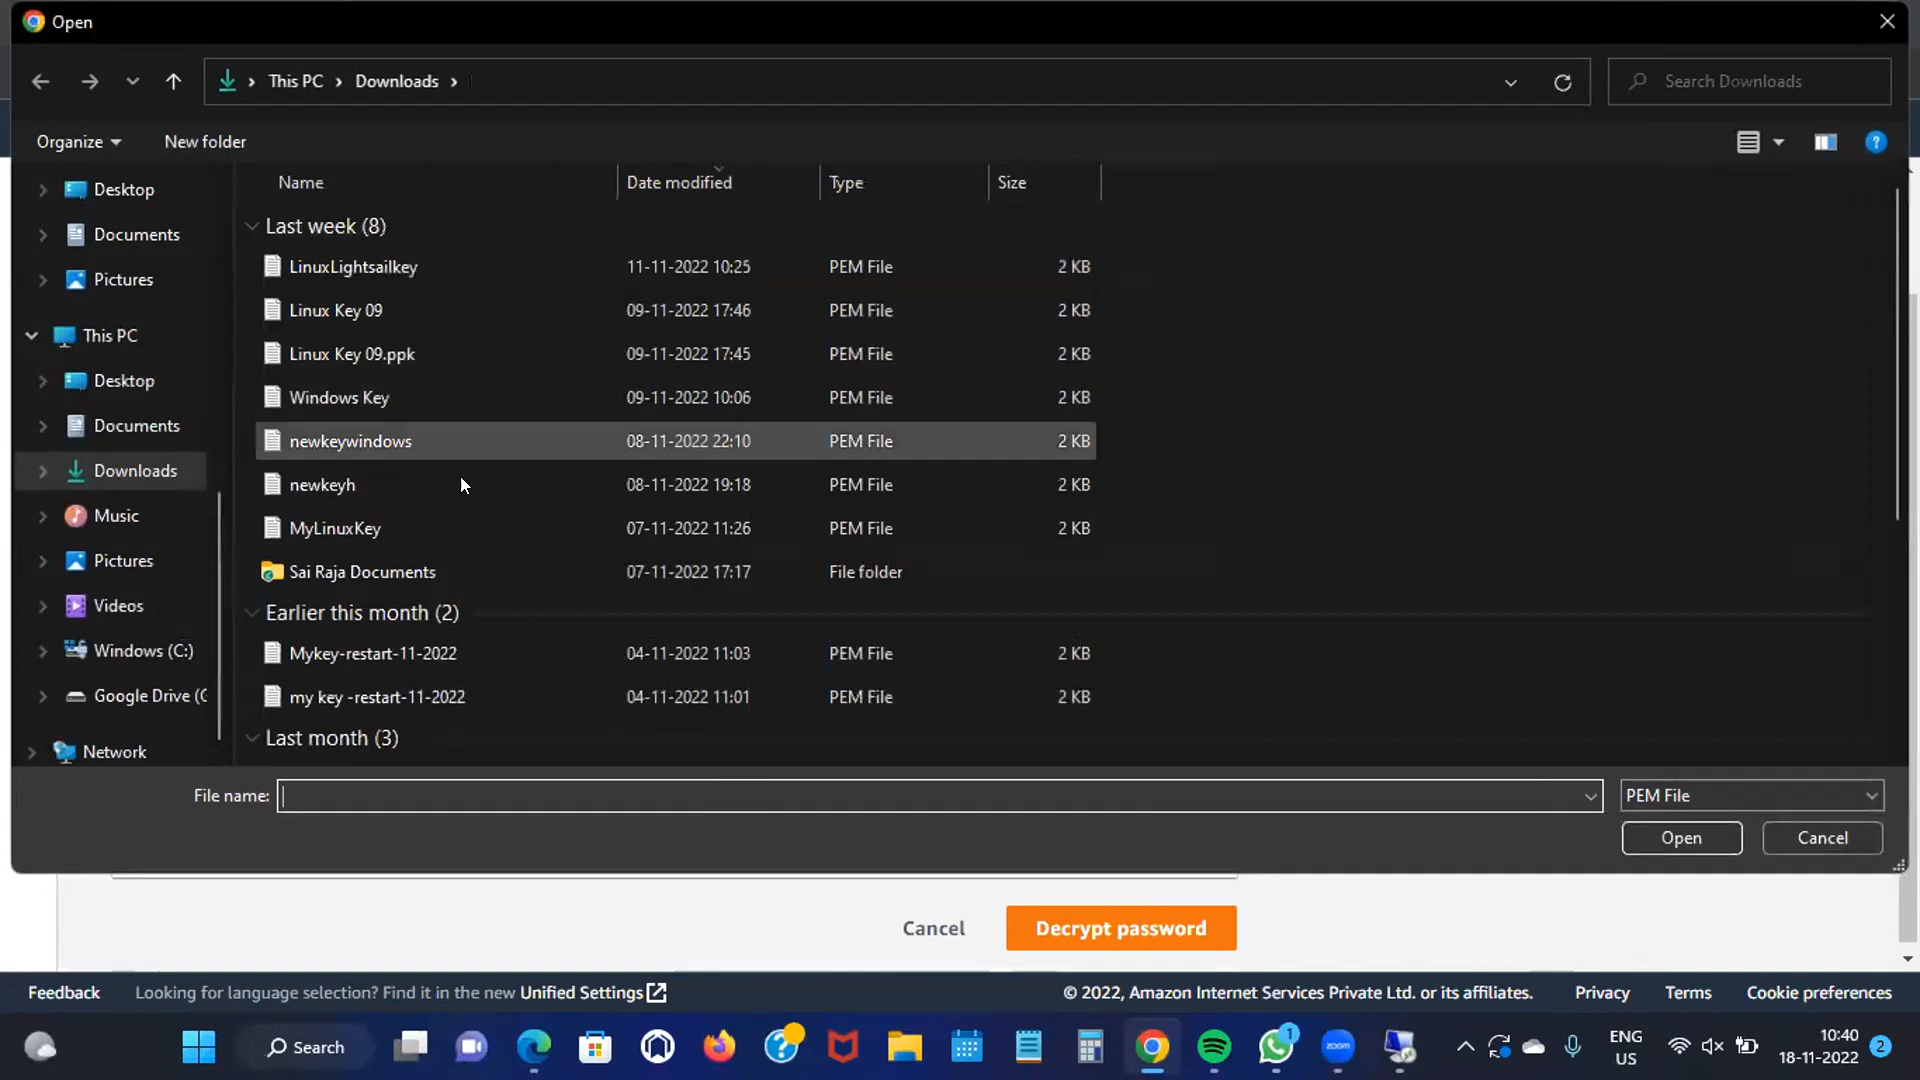 Open
This PC > Downloads >
Search Downloads
Organize
New folder
Name
Date modified
Type
Size
Desktop
Documents
Pictures
This PC
Desktop
Documents
Downloads
Music
Pictures
Videos
Windows (C:)
Google Drive (G
Network
Last week (8)
LinuxLightsailkey 11-11-2022 10:25 PEM File 2 KB
Linux Key 09 09-11-2022 17:46 PEM File 2 KB
Linux Key 09.ppk 09-11-2022 17:45 PEM File 2 KB
Windows Key 09-11-2022 10:06 PEM File 2 KB
newkeywindows 08-11-2022 22:10 PEM File 2 KB
newkeyh 08-11-2022 19:18 PEM File 2 KB
MyLinuxKey 07-11-2022 11:26 PEM File 2 KB
Sai Raja Documents 07-11-2022 17:17 File folder
Earlier this month (2)
Mykey-restart-11-2022 04-11-2022 11:03 PEM File 2 KB
my key -restart-11-2022 04-11-2022 11:01 PEM File 2 KB
Last month (3)
File name:
PEM File
Open
Cancel
Cancel
Decrypt password
Feedback
Looking for language selection? Find it in the new Unified Settings
© 2022, Amazon Internet Services Private Ltd. or its affiliates.
Privacy
Terms
Cookie preferences
Search
1
zoom
ENG
US
10:40
18-11-2022
2